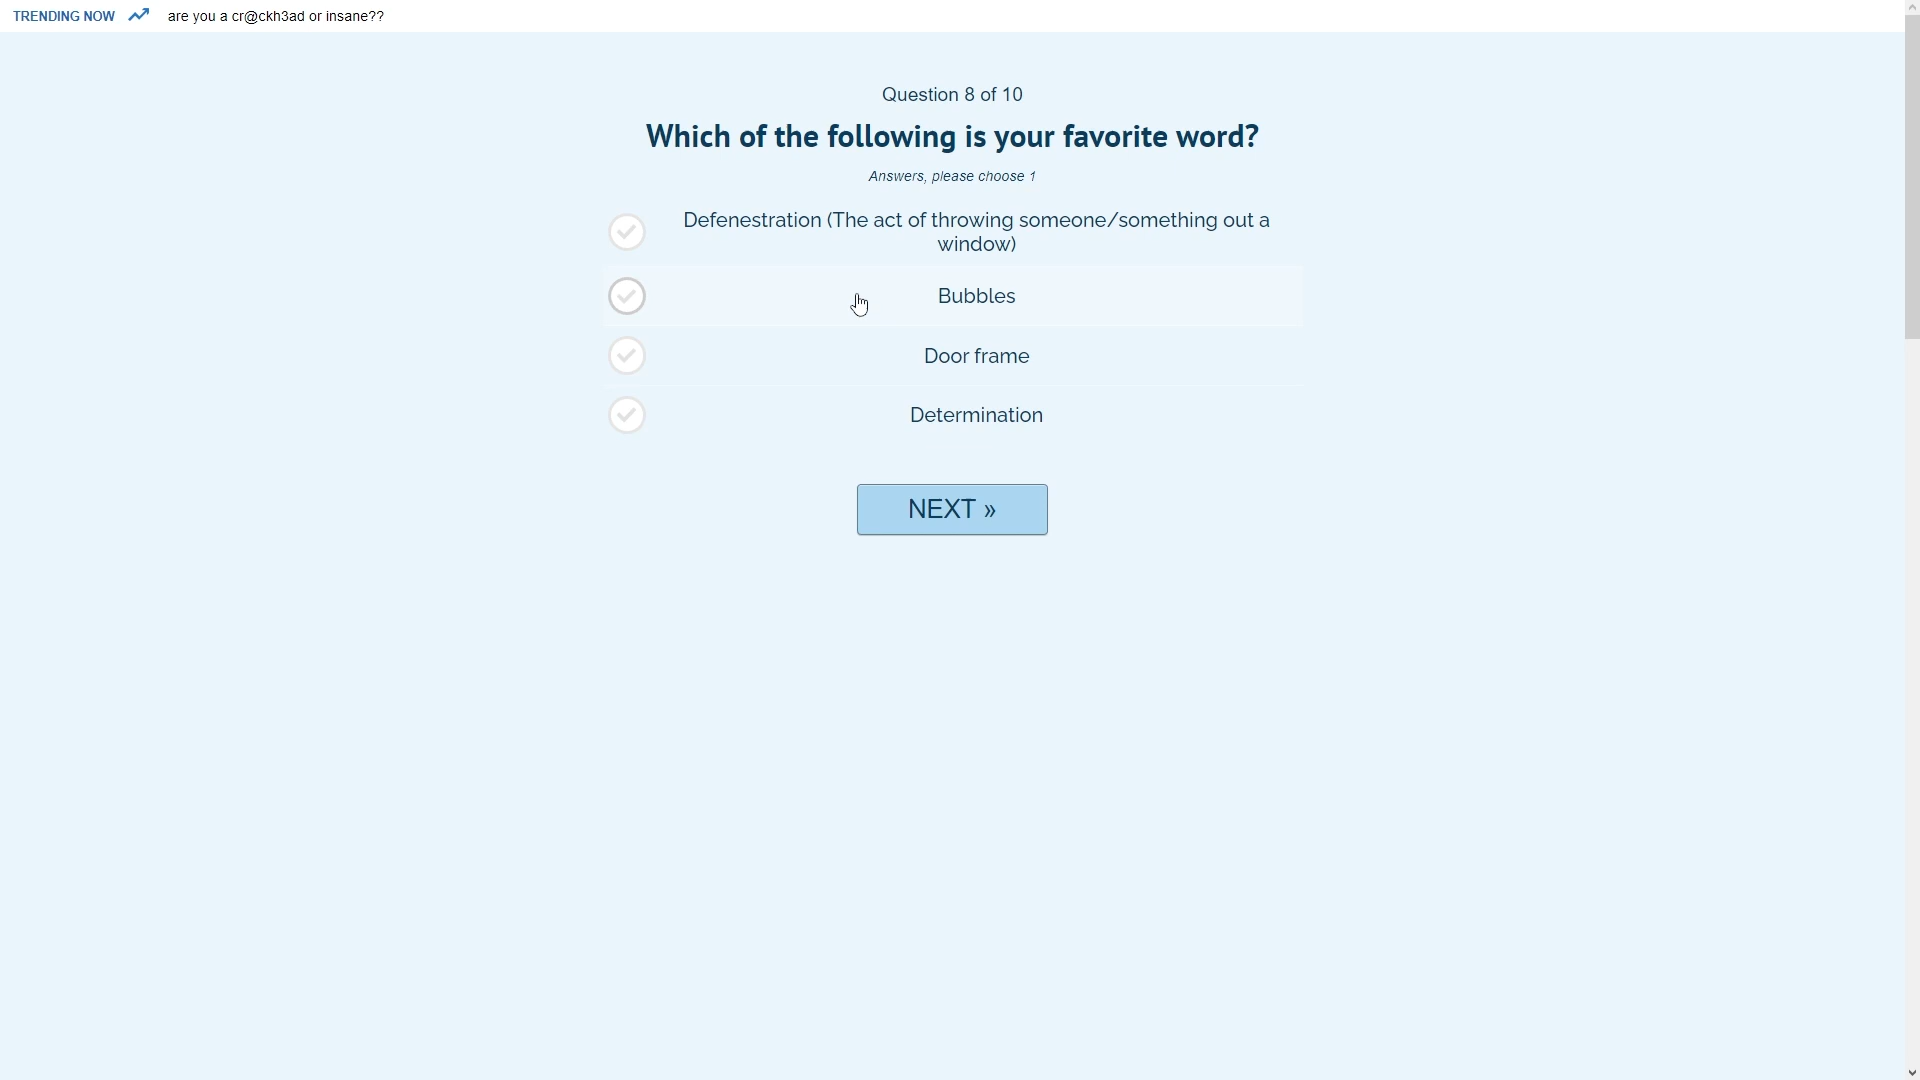 TRENDING NOW are you a cr@ckh3ad or insane??
Question 8 of 10
Which of the following is your favorite word?
Answers, please choose 1
Defenestration (The act of throwing someone/something out a
window)
Bubbles
Door frame
Determination
NEXT »